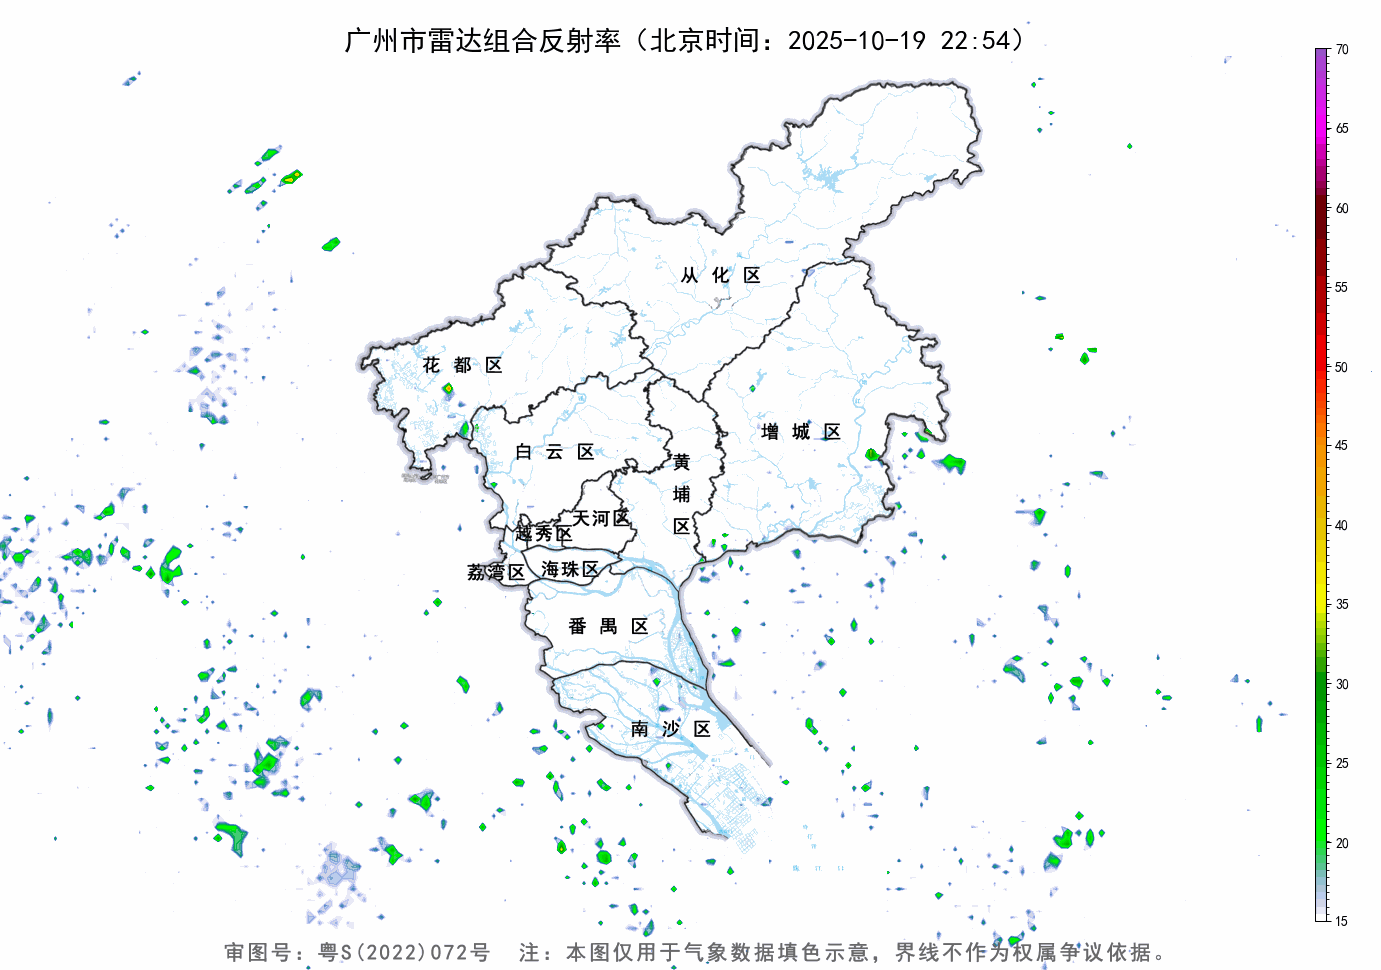 广州市雷达组合反射率（北京时间：2025-10-19 22:54）
70
65
60
55
50
45
40
35
30
25
20
15
从化区
花都区
增城区
白云区
黄埔区
天河区
越秀区
荔湾区
海珠区
番禺区
南沙区
审图号：粤S(2022)072号　注：本图仅用于气象数据填色示意，界线不作为权属争议依据。